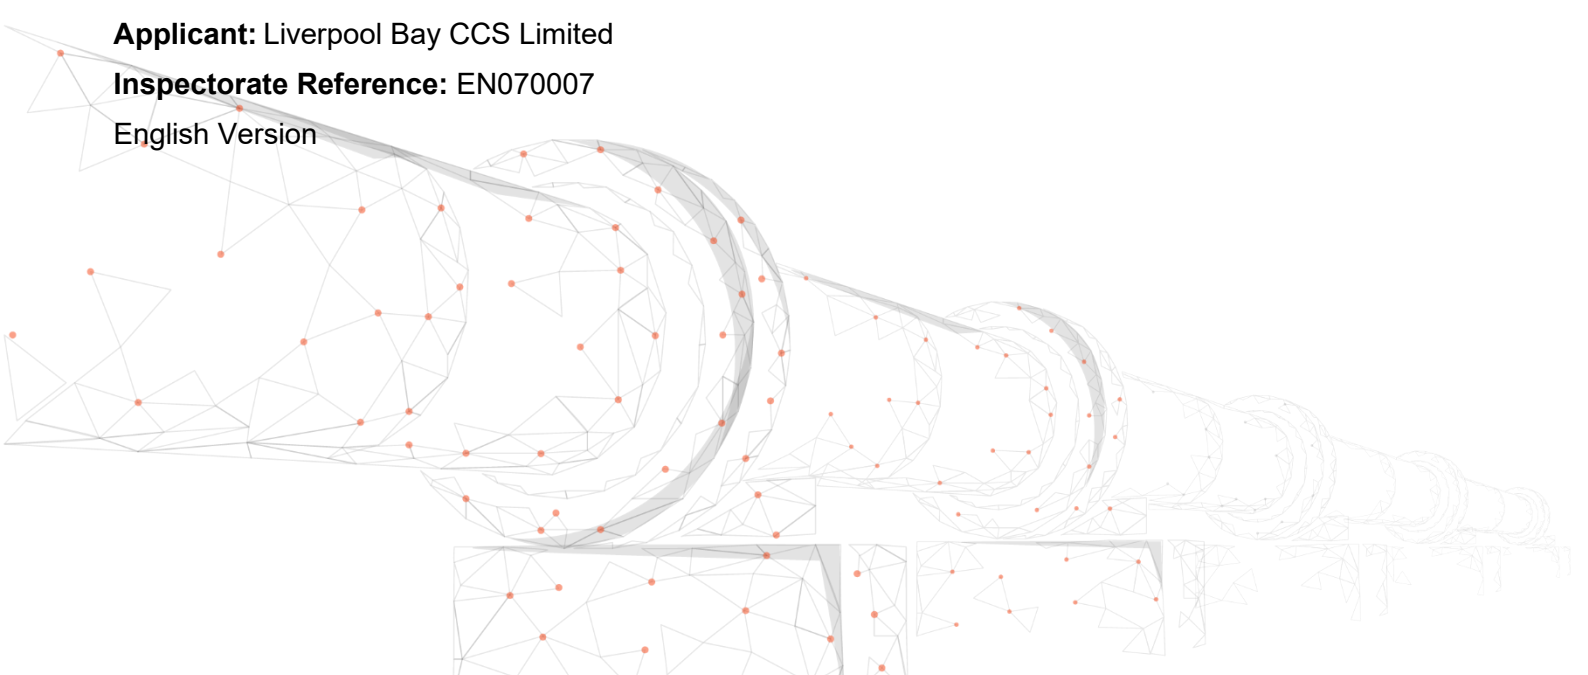 Applicant: Liverpool Bay CCS Limited
Inspectorate Reference: EN070007
English Version